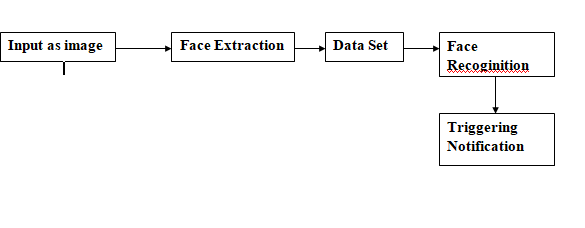 Input as image
Face Extraction
Data Set
Face
Recoginition
Triggering
Notification